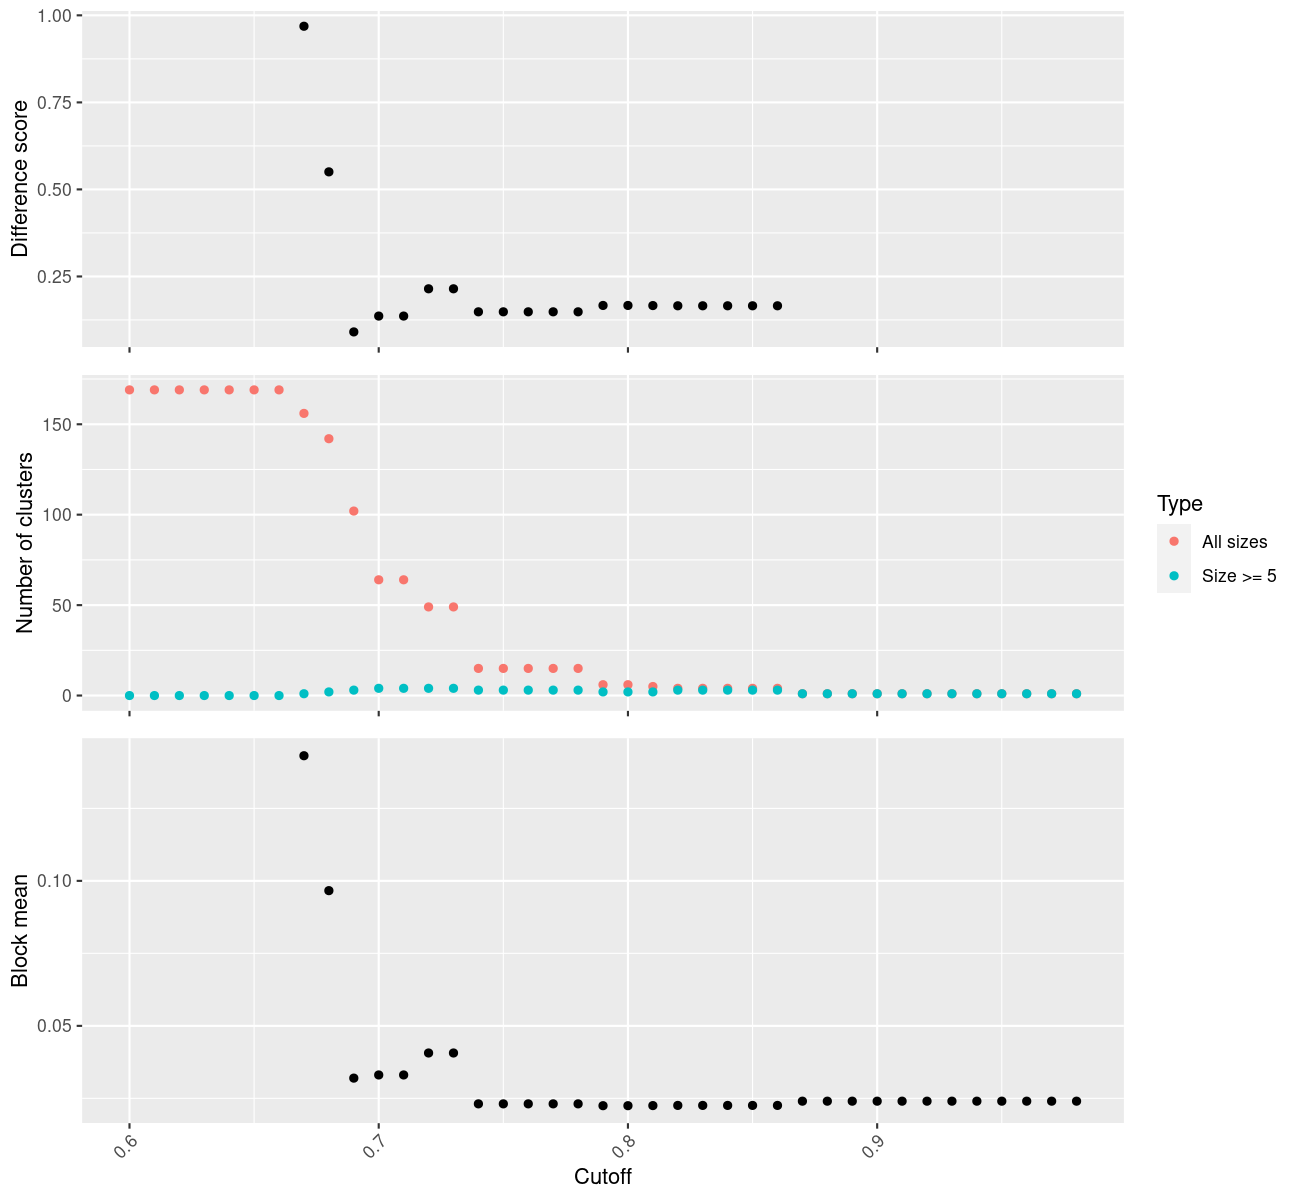 1.00
0.75
0.50
0.25
Difference score
150
100
50
0
Number of clusters
Type
All sizes
Size >= 5
0.10
0.05
Block mean
0.6
0.7
0.8
0.9
Cutoff